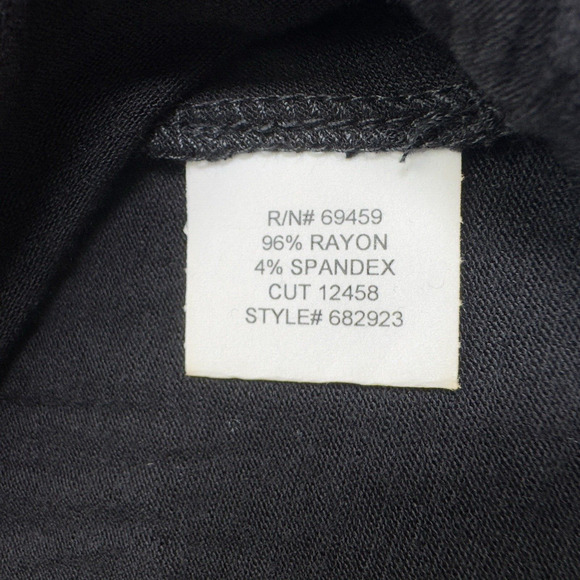 R/N# 69459
96% RAYON
4% SPANDEX
CUT 12458
STYLE# 682923